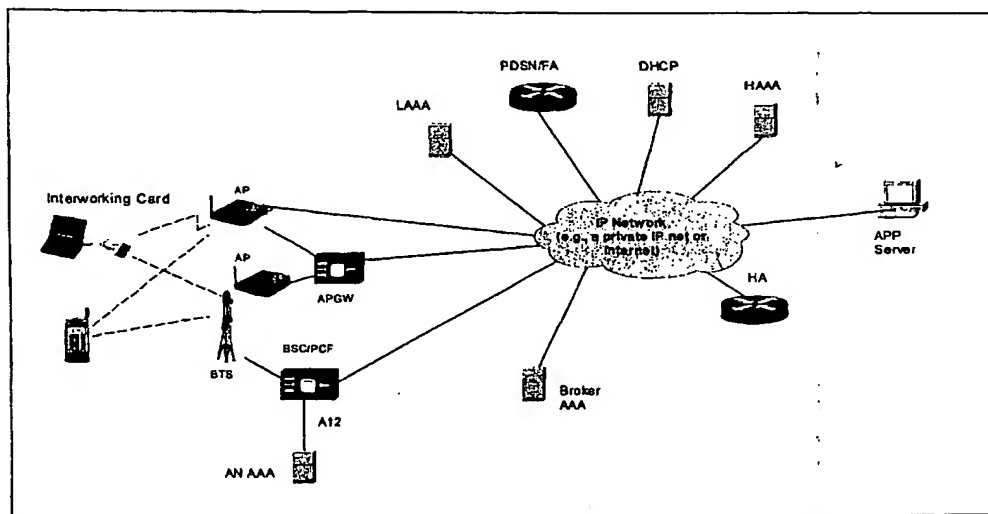 PDSN/FA
DHCP
HAAA
LAAA
AP
Interworking Card
IP Network
(e.g., a private IP net or
Internet)
APP
Server
AP
APGW
HA
BSC/PCF
BTS
Broker
AAA
A12
AN AAA